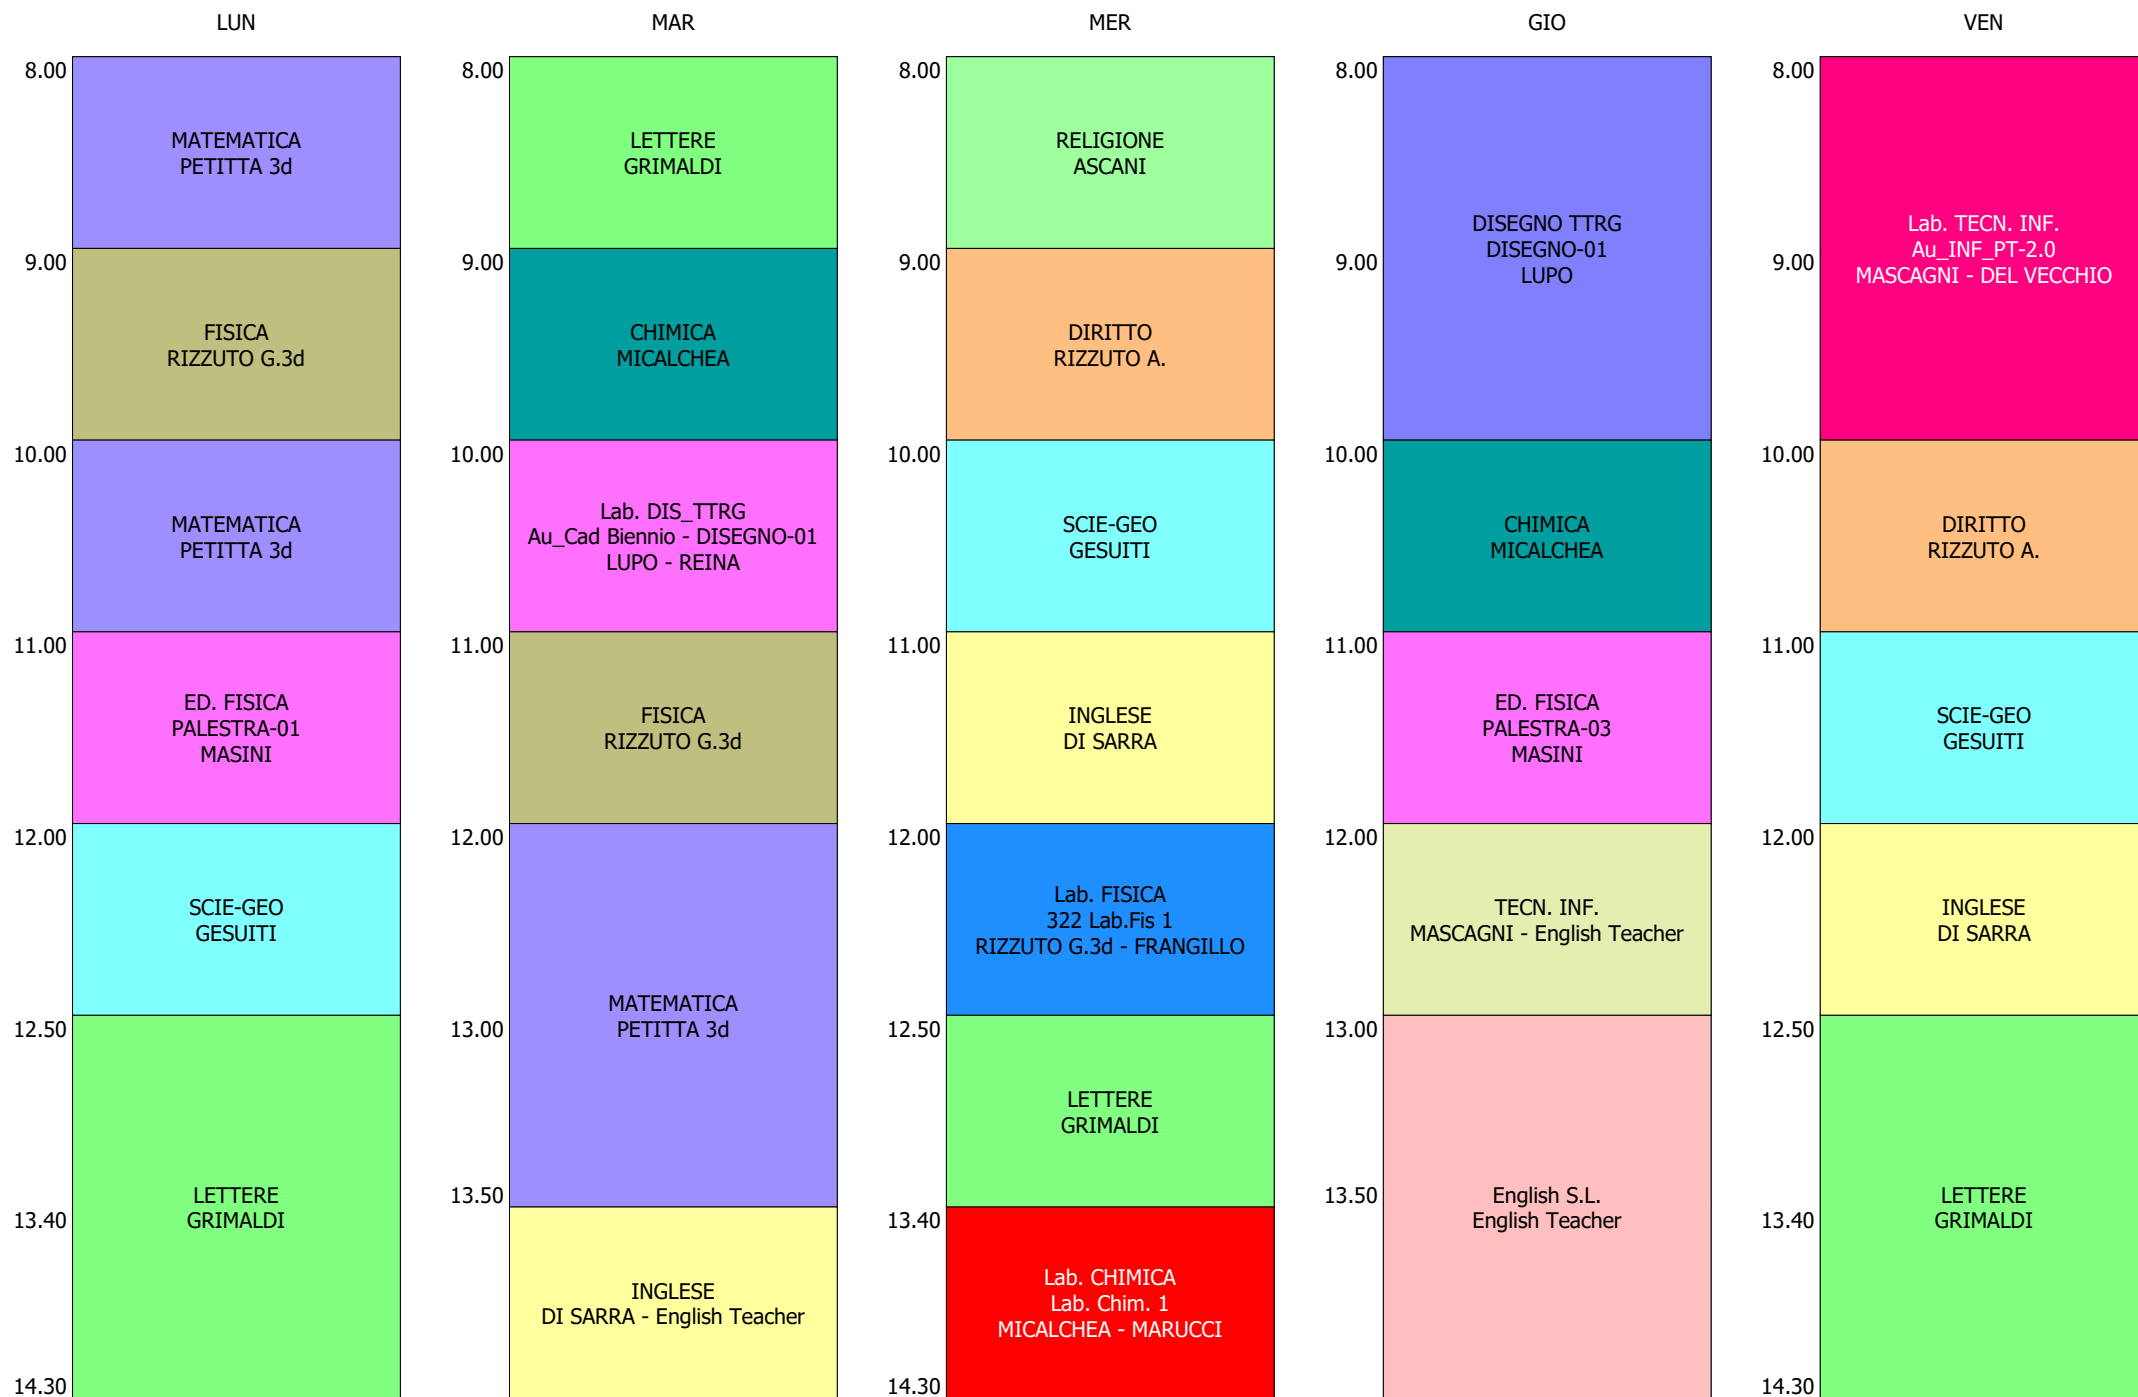 LUN
8.00
MATEMATICA
PETITTA 3d
9.00
FISICA
RIZZUTO G.3d
10.00
MATEMATICA
PETITTA 3d
11.00
ED. FISICA
PALESTRA-01
MASINI
12.00
SCIE-GEO
GESUITI
12.50
LETTERE
GRIMALDI
13.40
14.30
MAR
8.00
LETTERE
GRIMALDI
9.00
CHIMICA
MICALCHEA
10.00
Lab. DIS_TTRG
Au_Cad Biennio - DISEGNO-01
LUPO - REINA
11.00
FISICA
RIZZUTO G.3d
12.00
MATEMATICA
PETITTA 3d
13.00
13.50
INGLESE
DI SARRA - English Teacher
MER
8.00
RELIGIONE
ASCANI
9.00
DIRITTO
RIZZUTO A.
10.00
SCIE-GEO
GESUITI
11.00
INGLESE
DI SARRA
12.00
Lab. FISICA
322 Lab.Fis 1
RIZZUTO G.3d - FRANGILLO
12.50
LETTERE
GRIMALDI
13.40
Lab. CHIMICA
Lab. Chim. 1
MICALCHEA - MARUCCI
14.30
GIO
8.00
DISEGNO TTRG
DISEGNO-01
LUPO
9.00
10.00
CHIMICA
MICALCHEA
11.00
ED. FISICA
PALESTRA-03
MASINI
12.00
TECN. INF.
MASCAGNI - English Teacher
13.00
13.50
English S.L.
English Teacher
VEN
8.00
Lab. TECN. INF.
Au_INF_PT-2.0
MASCAGNI - DEL VECCHIO
9.00
10.00
DIRITTO
RIZZUTO A.
11.00
SCIE-GEO
GESUITI
12.00
INGLESE
DI SARRA
12.50
LETTERE
GRIMALDI
13.40
14.30